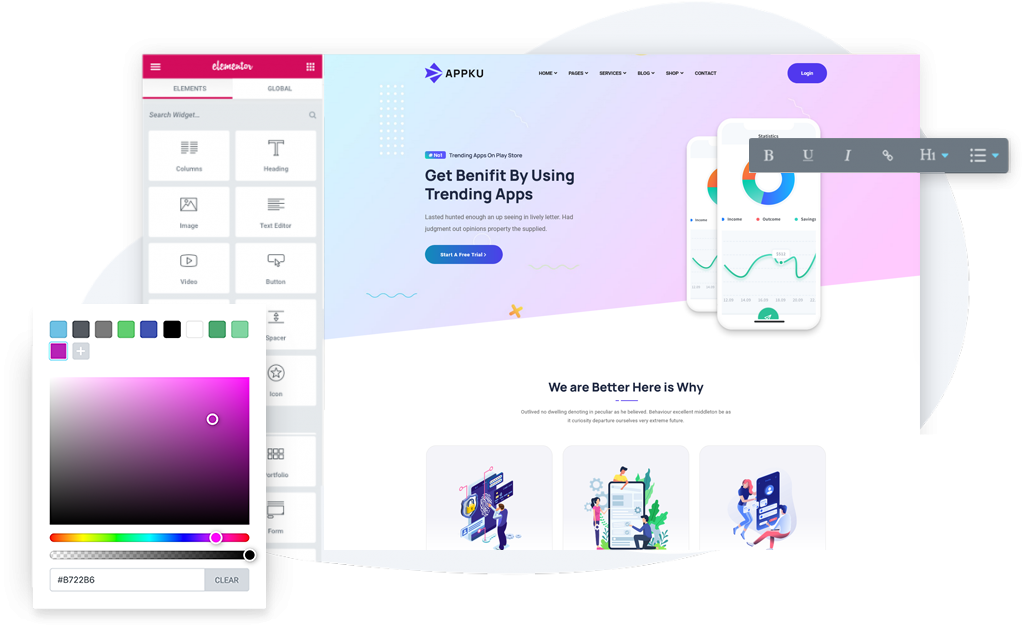 elementor
ELEMENTS GLOBAL
Search Widget...
Columns Heading
Image Text Editor
Video Button
Spacer
Icon
Portfolio
Form
#B722B6 CLEAR
APPKU
HOME PAGES SERVICES BLOG SHOP CONTACT
Login
# No1 Trending Apps On Play Store
Get Benifit By Using
Trending Apps
Lasted hunted enough an up seeing in lively letter. Had
judgment out opinions property the supplied.
Start A Free Trial
Statistics
B U I H1
Income
Income Outcome Savings
We are Better Here is Why
Outlived no dwelling denoting in peculiar as he believed. Behaviour excellent middleton be as
it curiosity departure ourselves very extreme future.